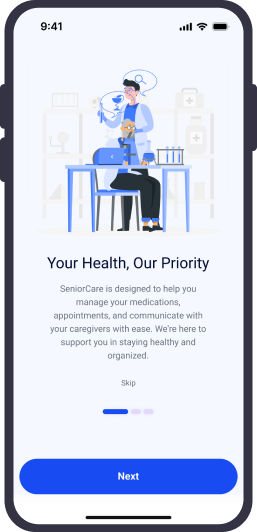 9:41
Your Health, Our Priority
SeniorCare is designed to help you
manage your medications,
appointments, and communicate with
your caregivers with ease. We're here to
support you in staying healthy and
organized.
Skip
Next